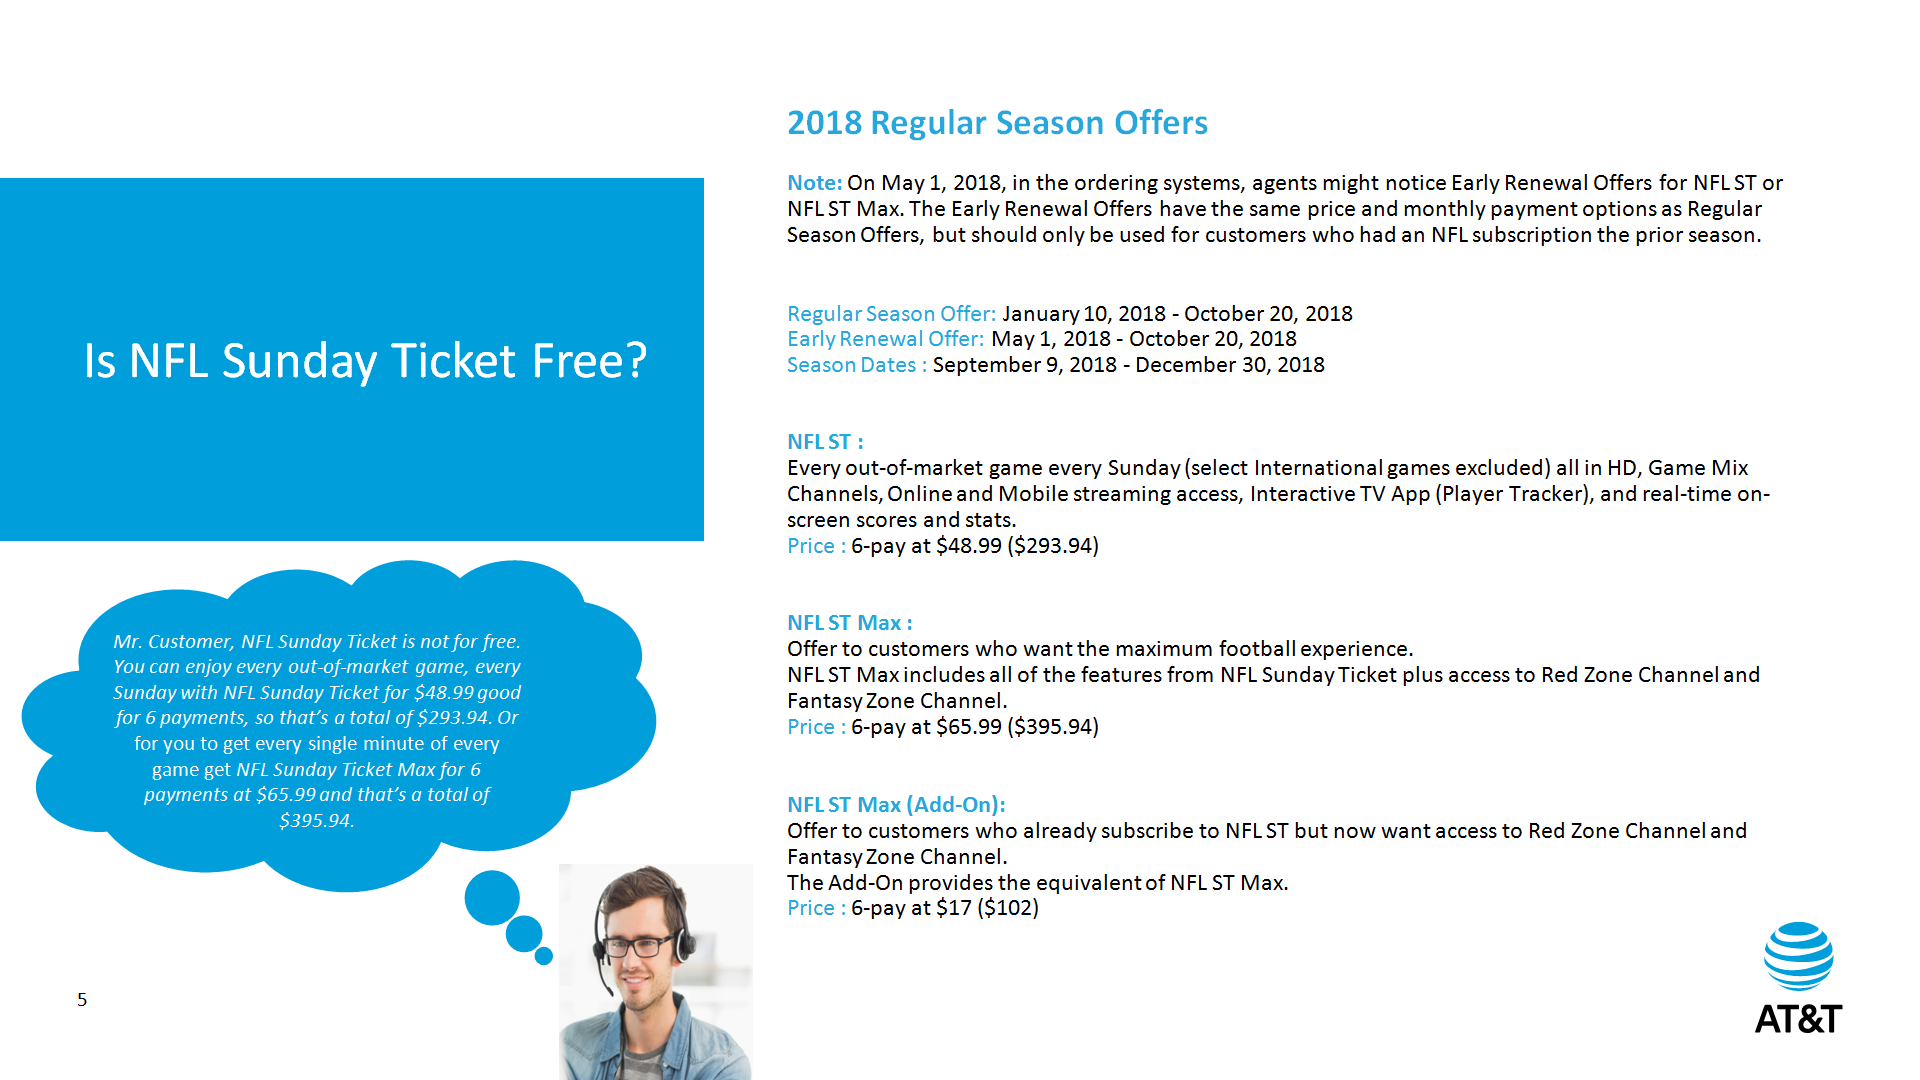 2018 Regular Season Offers
Note: On May 1, 2018, in the ordering systems, agents might notice Early Renewal Offers for NFL ST or
NFL ST Max. The Early Renewal Offers have the same price and monthly payment options as Regular
Season Offers, but should only be used for customers who had an NFL subscription the prior season.
Regular Season Offer: January 10, 2018 - October 20, 2018
Early Renewal Offer: May 1, 2018 - October 20, 2018
Season Dates : September 9, 2018 - December 30, 2018
NFL ST :
Every out-of-market game every Sunday (select International games excluded) all in HD, Game Mix
Channels, Online and Mobile streaming access, Interactive TV App (Player Tracker), and real-time on-
screen scores and stats.
Price : 6-pay at $48.99 ($293.94)
NFL ST Max :
Offer to customers who want the maximum football experience.
NFL ST Max includes all of the features from NFL Sunday Ticket plus access to Red Zone Channel and
Fantasy Zone Channel.
Price : 6-pay at $65.99 ($395.94)
NFL ST Max (Add-On):
Offer to customers who already subscribe to NFL ST but now want access to Red Zone Channel and
Fantasy Zone Channel.
The Add-On provides the equivalent of NFL ST Max.
Price : 6-pay at $17 ($102)
Is NFL Sunday Ticket Free?
Mr. Customer, NFL Sunday Ticket is not for free.
You can enjoy every out-of-market game, every
Sunday with NFL Sunday Ticket for $48.99 good
for 6 payments, so that’s a total of $293.94. Or
for you to get every single minute of every
game get NFL Sunday Ticket Max for 6
payments at $65.99 and that’s a total of
$395.94.
5
AT&T